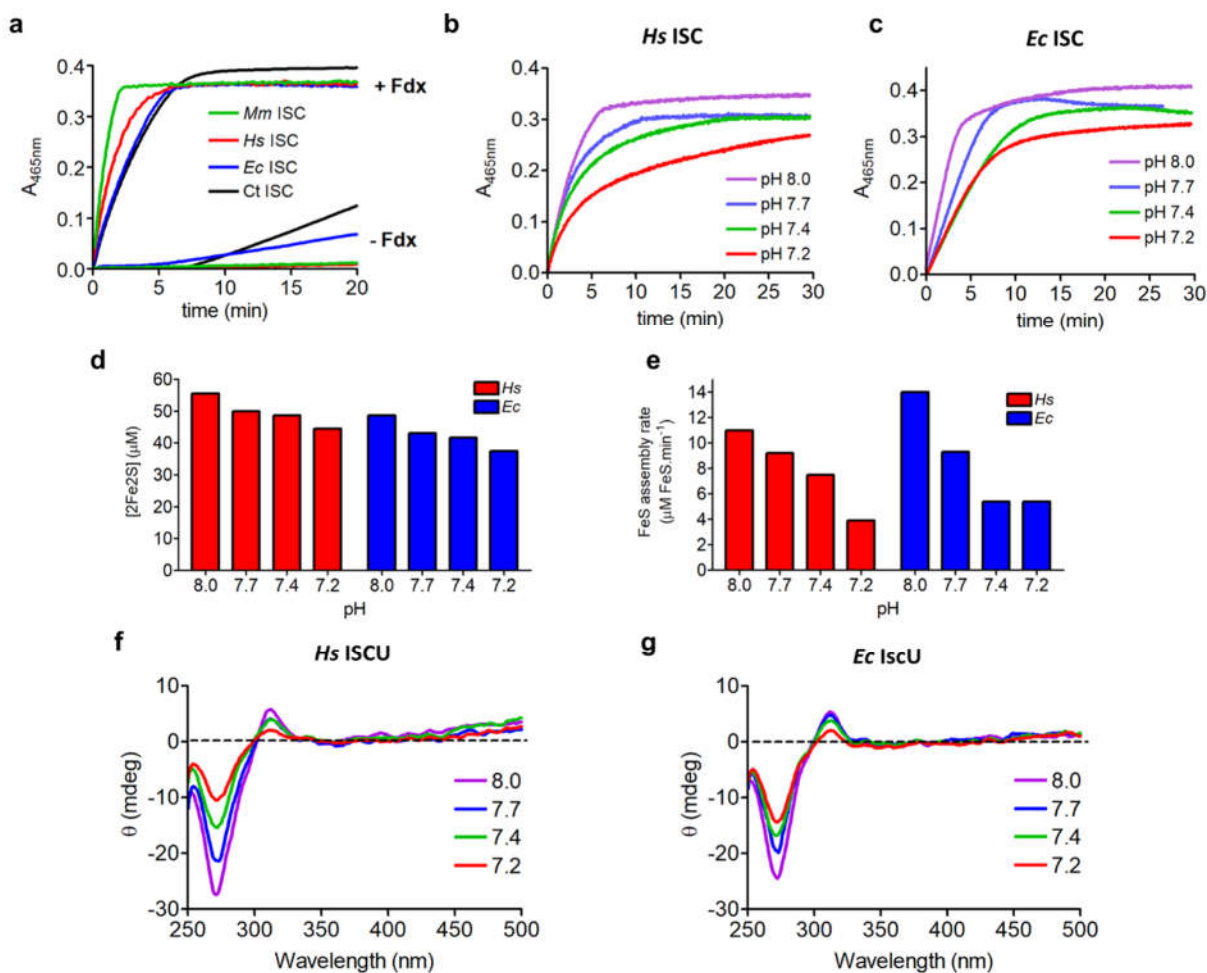 a
A465nm
0.4
0.3
0.2
0.1
0.0
0 5 10 15 20
time (min)
+ Fdx
Mm ISC
Hs ISC
Ec ISC
Ct ISC
- Fdx
b
Hs ISC
A465nm
0.4
0.3
0.2
0.1
0.0
0 5 10 15 20 25 30
time (min)
pH 8.0
pH 7.7
pH 7.4
pH 7.2
c
Ec ISC
A465nm
0.4
0.3
0.2
0.1
0.0
0 5 10 15 20 25 30
time (min)
pH 8.0
pH 7.7
pH 7.4
pH 7.2
d
[2Fe2S] (µM)
60
50
40
30
20
10
0
Hs
Ec
8.0 7.7 7.4 7.2 8.0 7.7 7.4 7.2
pH
e
FeS assembly rate
(µM FeS.min-1)
14
12
10
8
6
4
2
0
Hs
Ec
8.0 7.7 7.4 7.2 8.0 7.7 7.4 7.2
pH
f
Hs ISCU
θ (mdeg)
10
0
-10
-20
-30
250 300 350 400 450 500
Wavelength (nm)
8.0
7.7
7.4
7.2
g
Ec IscU
θ (mdeg)
10
0
-10
-20
-30
250 300 350 400 450 500
Wavelength (nm)
8.0
7.7
7.4
7.2